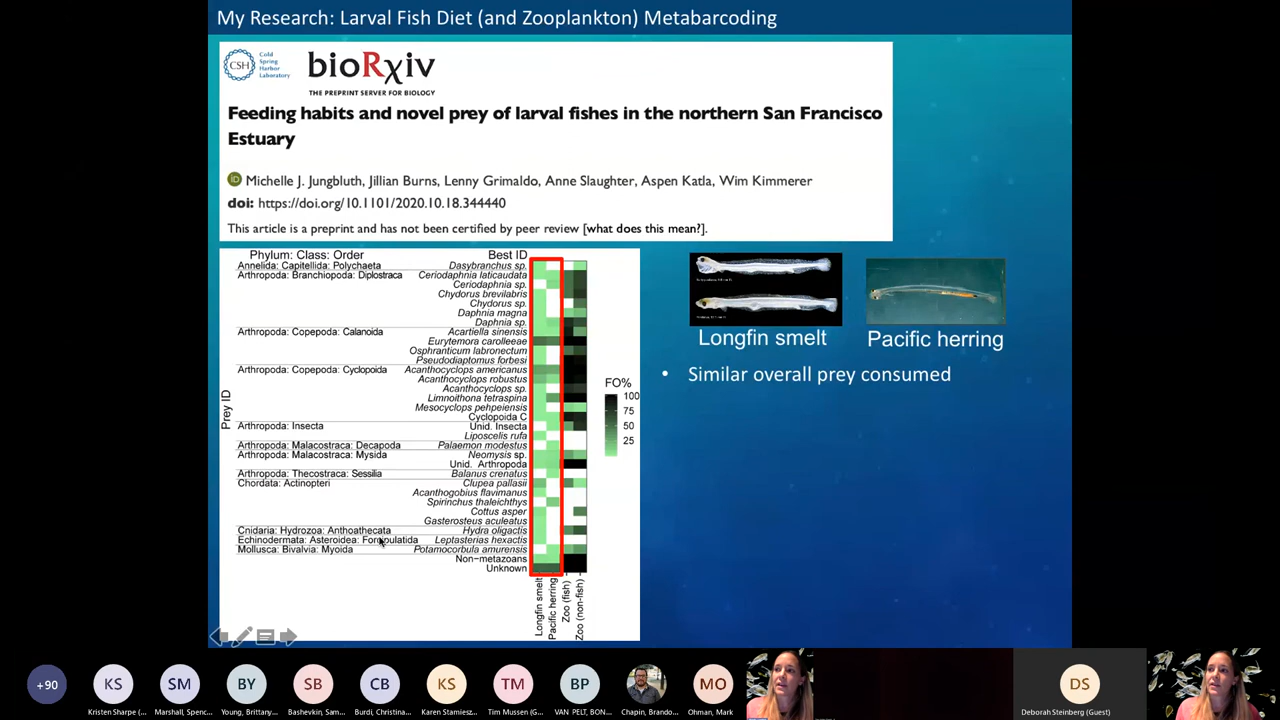 My Research: Larval Fish Diet (and Zooplankton) Metabarcoding
CSH
Cold
Spring
Harbor
Laboratory
bioRχiv
THE PREPRINT SERVER FOR BIOLOGY
Feeding habits and novel prey of larval fishes in the northern San Francisco
Estuary
iD Michelle J. Jungbluth, Jillian Burns, Lenny Grimaldo, Anne Slaughter, Aspen Katla, Wim Kimmerer
doi: https://doi.org/10.1101/2020.10.18.344440
This article is a preprint and has not been certified by peer review [what does this mean?].
Phylum: Class: Order Best ID
Annelida: Capitellida: Polychaeta Dasybranchus sp.
Arthropoda: Branchiopoda: Diplostraca Ceriodaphnia laticaudata
Ceriodaphnia sp.
Chydorus brevilabris
Chydorus sp.
Daphnia magna
Daphnia sp.
Arthropoda: Copepoda: Calanoida Acartiella sinensis
Eurytemora carolleeae
Osphranticum labronectum
Pseudodiaptomus forbesi
Arthropoda: Copepoda: Cyclopoida Acanthocyclops americanus
Acanthocyclops robustus
Acanthocyclops sp.
Limnoithona tetraspina
Mesocyclops pehpeiensis
Cyclopoida C
Arthropoda: Insecta Unid. Insecta
Liposcelis rufa
Arthropoda: Malacostraca: Decapoda Palaemon modestus
Arthropoda: Malacostraca: Mysida Neomysis sp.
Unid. Arthropoda
Arthropoda: Thecostraca: Sessilia Balanus crenatus
Chordata: Actinopteri Clupea pallasii
Acanthogobius flavimanus
Spirinchus thaleichthys
Cottus asper
Gasterosteus aculeatus
Cnidaria: Hydrozoa: Anthoathecata Hydra oligactis
Echinodermata: Asteroidea: Forcipulatida Leptasterias hexactis
Mollusca: Bivalvia: Myoida Potamocorbula amurensis
Non-metazoans
Unknown
Prey ID
Longfin smelt
Pacific herring
Zoo (fish)
Zoo (non-fish)
FO%
100
75
50
25
Longfin smelt
Pacific herring
• Similar overall prey consumed
+90
KS
SM
BY
SB
CB
KS
TM
BP
MO
DS
Kristen Sharpe (...
Marshall, Spenc...
Young, Brittany...
Bashevkin, Sam...
Burdi, Christina...
Karen Stamiesz...
Tim Mussen (G...
VAN PELT, BON...
Chapin, Brando...
Ohman, Mark
Deborah Steinberg (Guest)